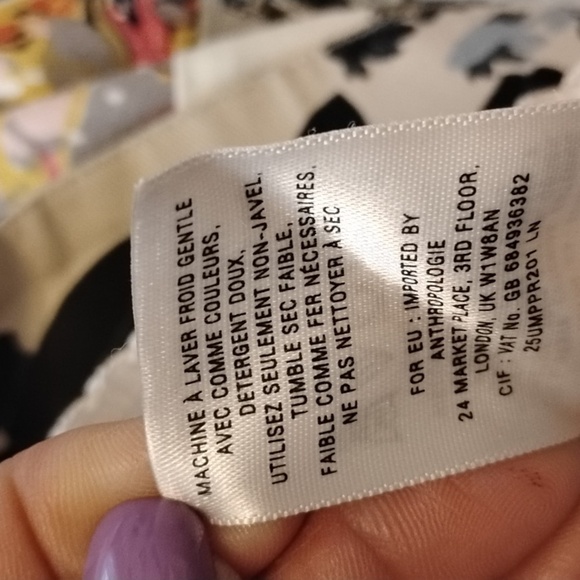 MACHINE À LAVER FROID GENTLE
AVEC COMME COULEURS,
DETERGENT DOUX,
UTILISEZ SEULEMENT NON-JAVEL,
TUMBLE SEC FAIBLE,
FAIBLE COMME FER NÉCESSAIRES,
NE PAS NETTOYER À SEC
FOR EU : IMPORTED BY
ANTHROPOLOGIE
24 MARKET PLACE, 3RD FLOOR,
LONDON, UK W1W8AN
CIF : VAT No. GB 684936382
25UMPPR201 LN